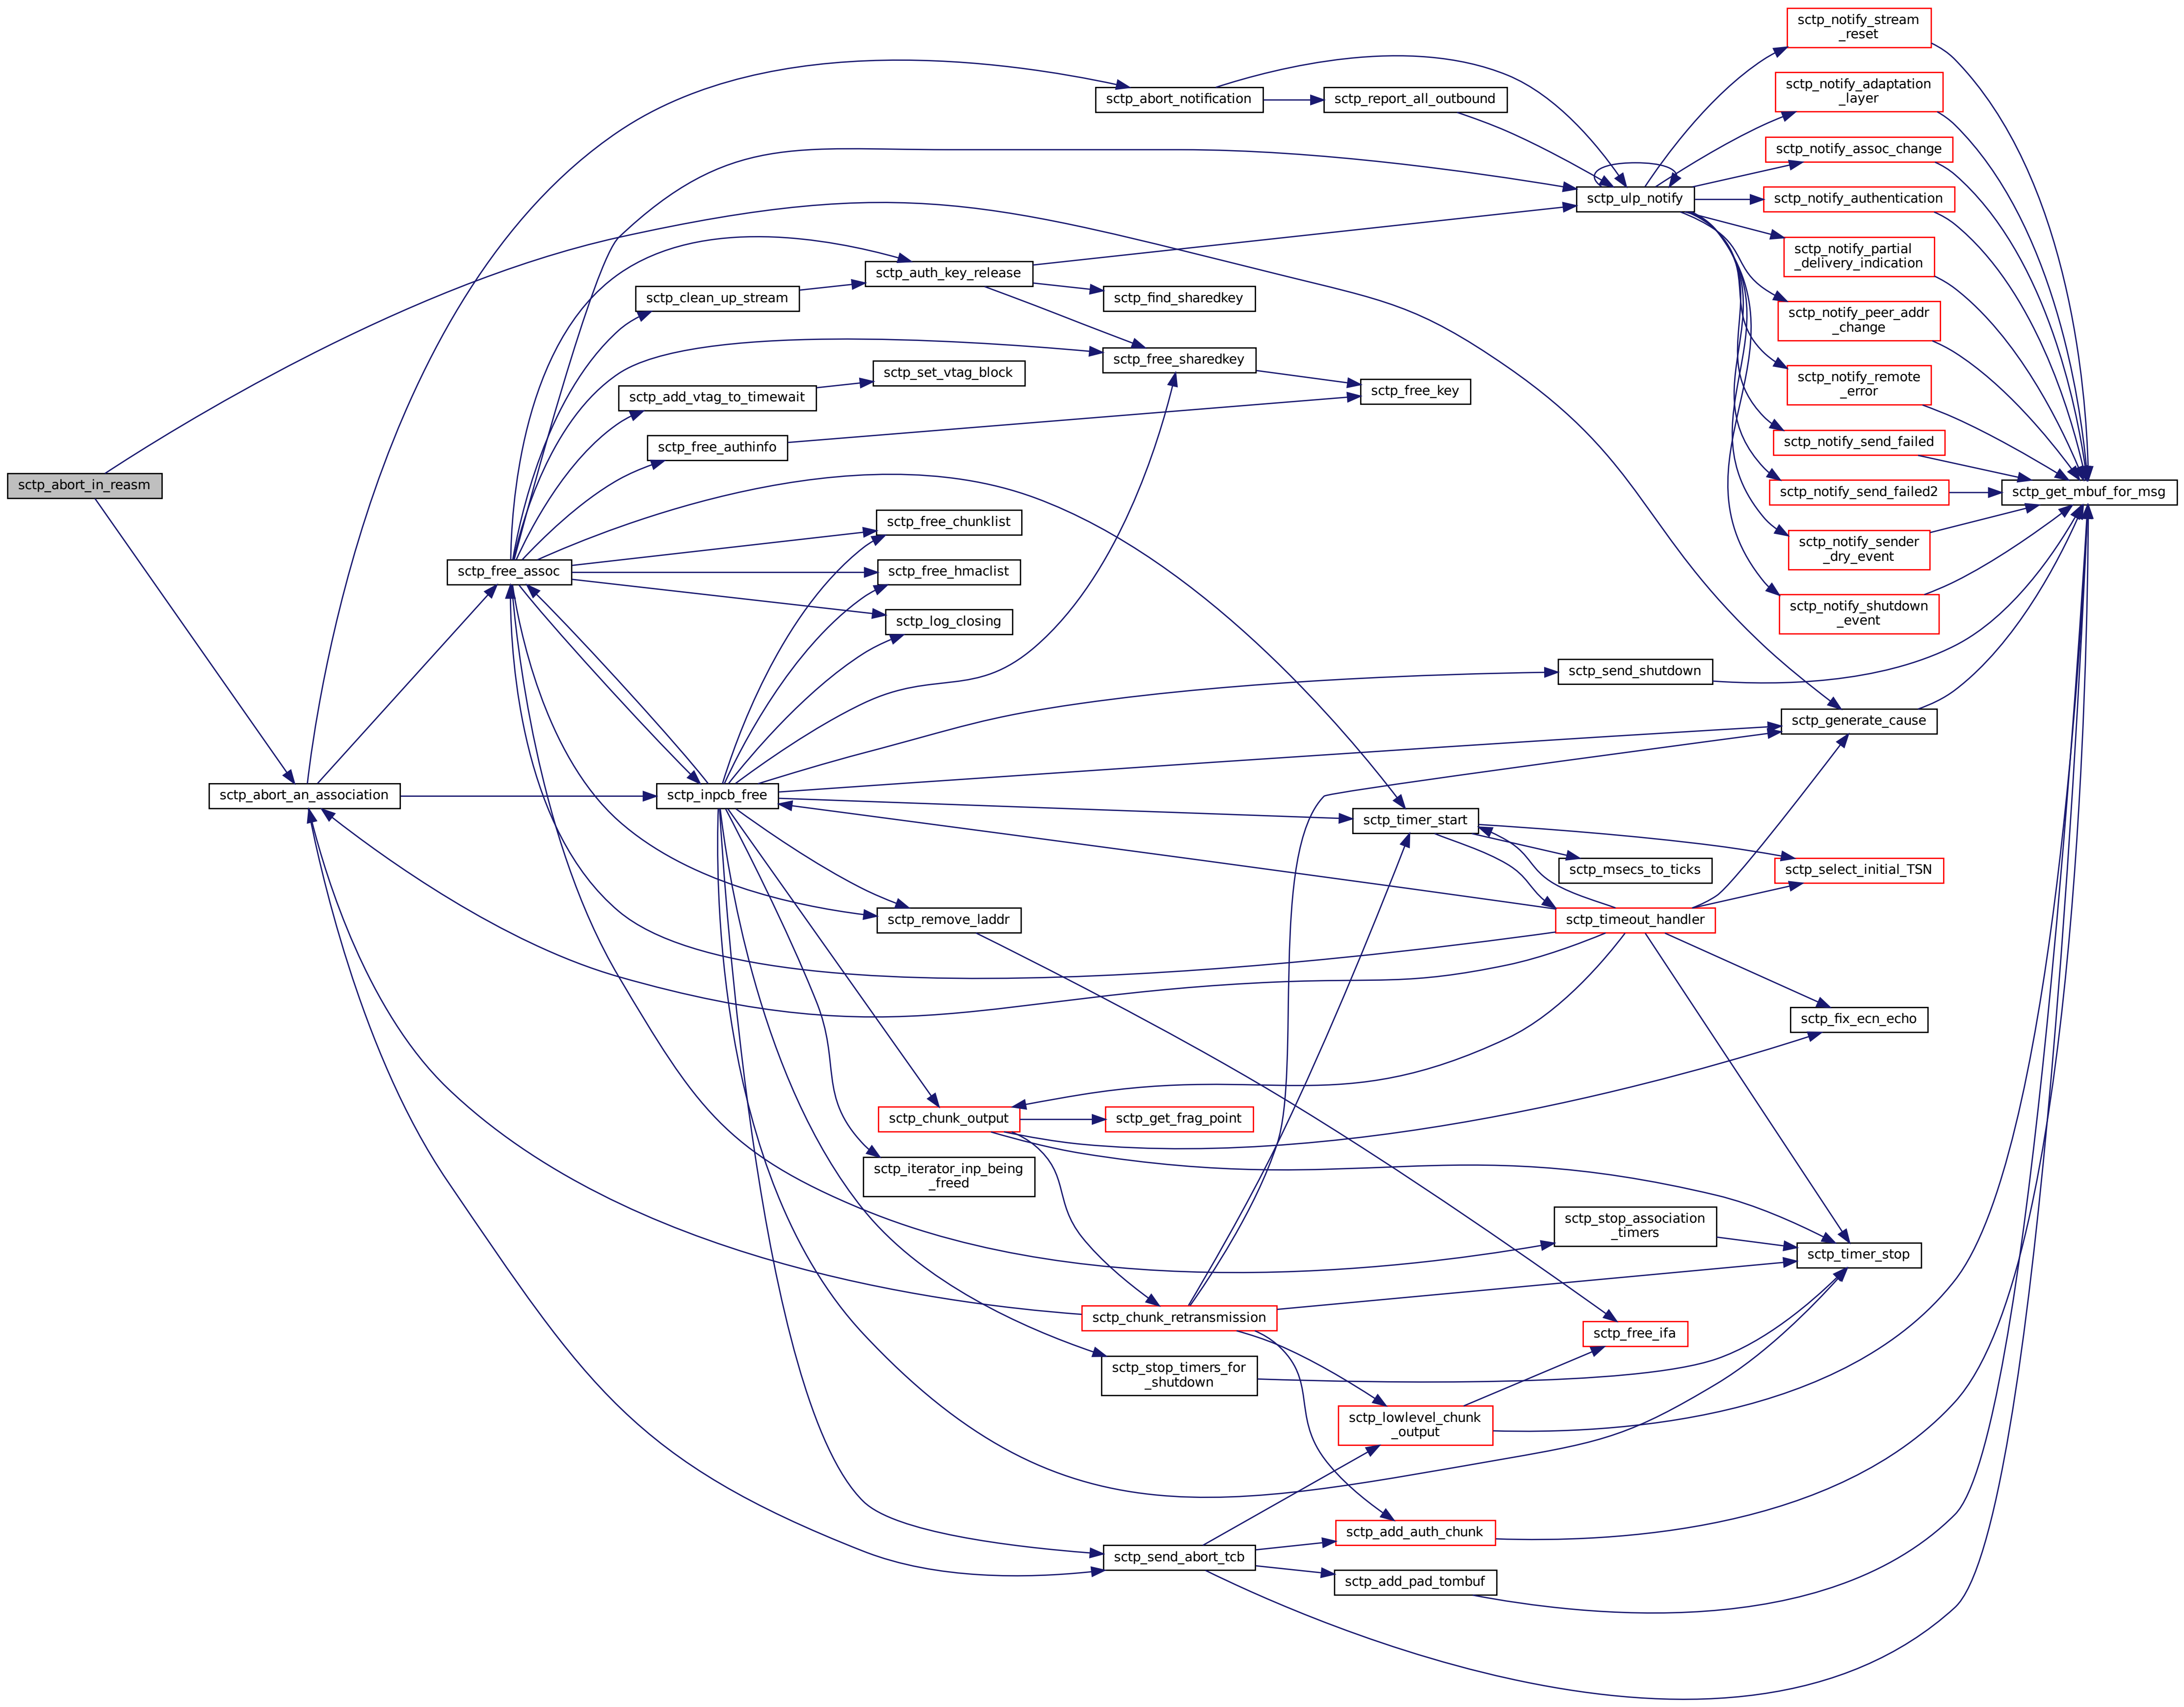 sctp_notify_stream
_reset
sctp_notify_adaptation
_layer
sctp_abort_notification
sctp_report_all_outbound
sctp_notify_assoc_change
sctp_ulp_notify
sctp_notify_authentication
sctp_notify_partial
_delivery_indication
sctp_auth_key_release
sctp_clean_up_stream
sctp_find_sharedkey
sctp_notify_peer_addr
_change
sctp_free_sharedkey
sctp_set_vtag_block
sctp_notify_remote
_error
sctp_free_key
sctp_add_vtag_to_timewait
sctp_notify_send_failed
sctp_free_authinfo
sctp_abort_in_reasm
sctp_notify_send_failed2
sctp_get_mbuf_for_msg
sctp_free_chunklist
sctp_notify_sender
_dry_event
sctp_free_assoc
sctp_free_hmaclist
sctp_notify_shutdown
_event
sctp_log_closing
sctp_send_shutdown
sctp_generate_cause
sctp_abort_an_association
sctp_inpcb_free
sctp_timer_start
sctp_msecs_to_ticks
sctp_select_initial_TSN
sctp_remove_laddr
sctp_timeout_handler
sctp_fix_ecn_echo
sctp_chunk_output
sctp_get_frag_point
sctp_iterator_inp_being
_freed
sctp_stop_association
_timers
sctp_timer_stop
sctp_chunk_retransmission
sctp_free_ifa
sctp_stop_timers_for
_shutdown
sctp_lowlevel_chunk
_output
sctp_add_auth_chunk
sctp_send_abort_tcb
sctp_add_pad_tombuf